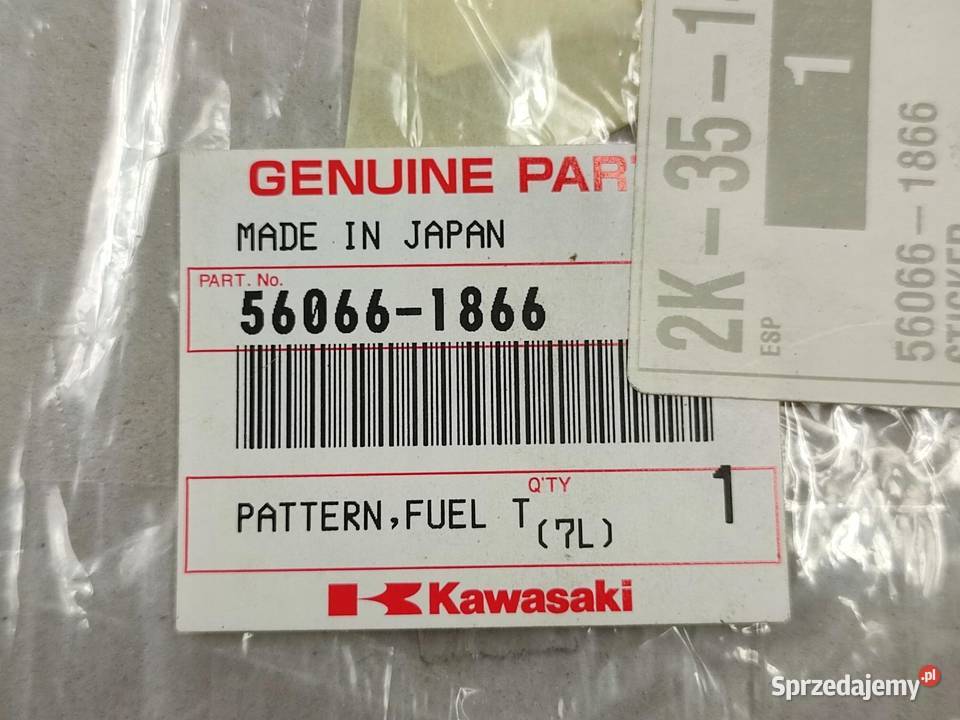 GENUINE PAR
MADE IN JAPAN
PART. No.
56066-1866
Q'TY
PATTERN,FUEL T
(7L)
1
Kawasaki
2K-35-1
1
ESP
56066-1866
STICKER
Sprzedajemy.pl